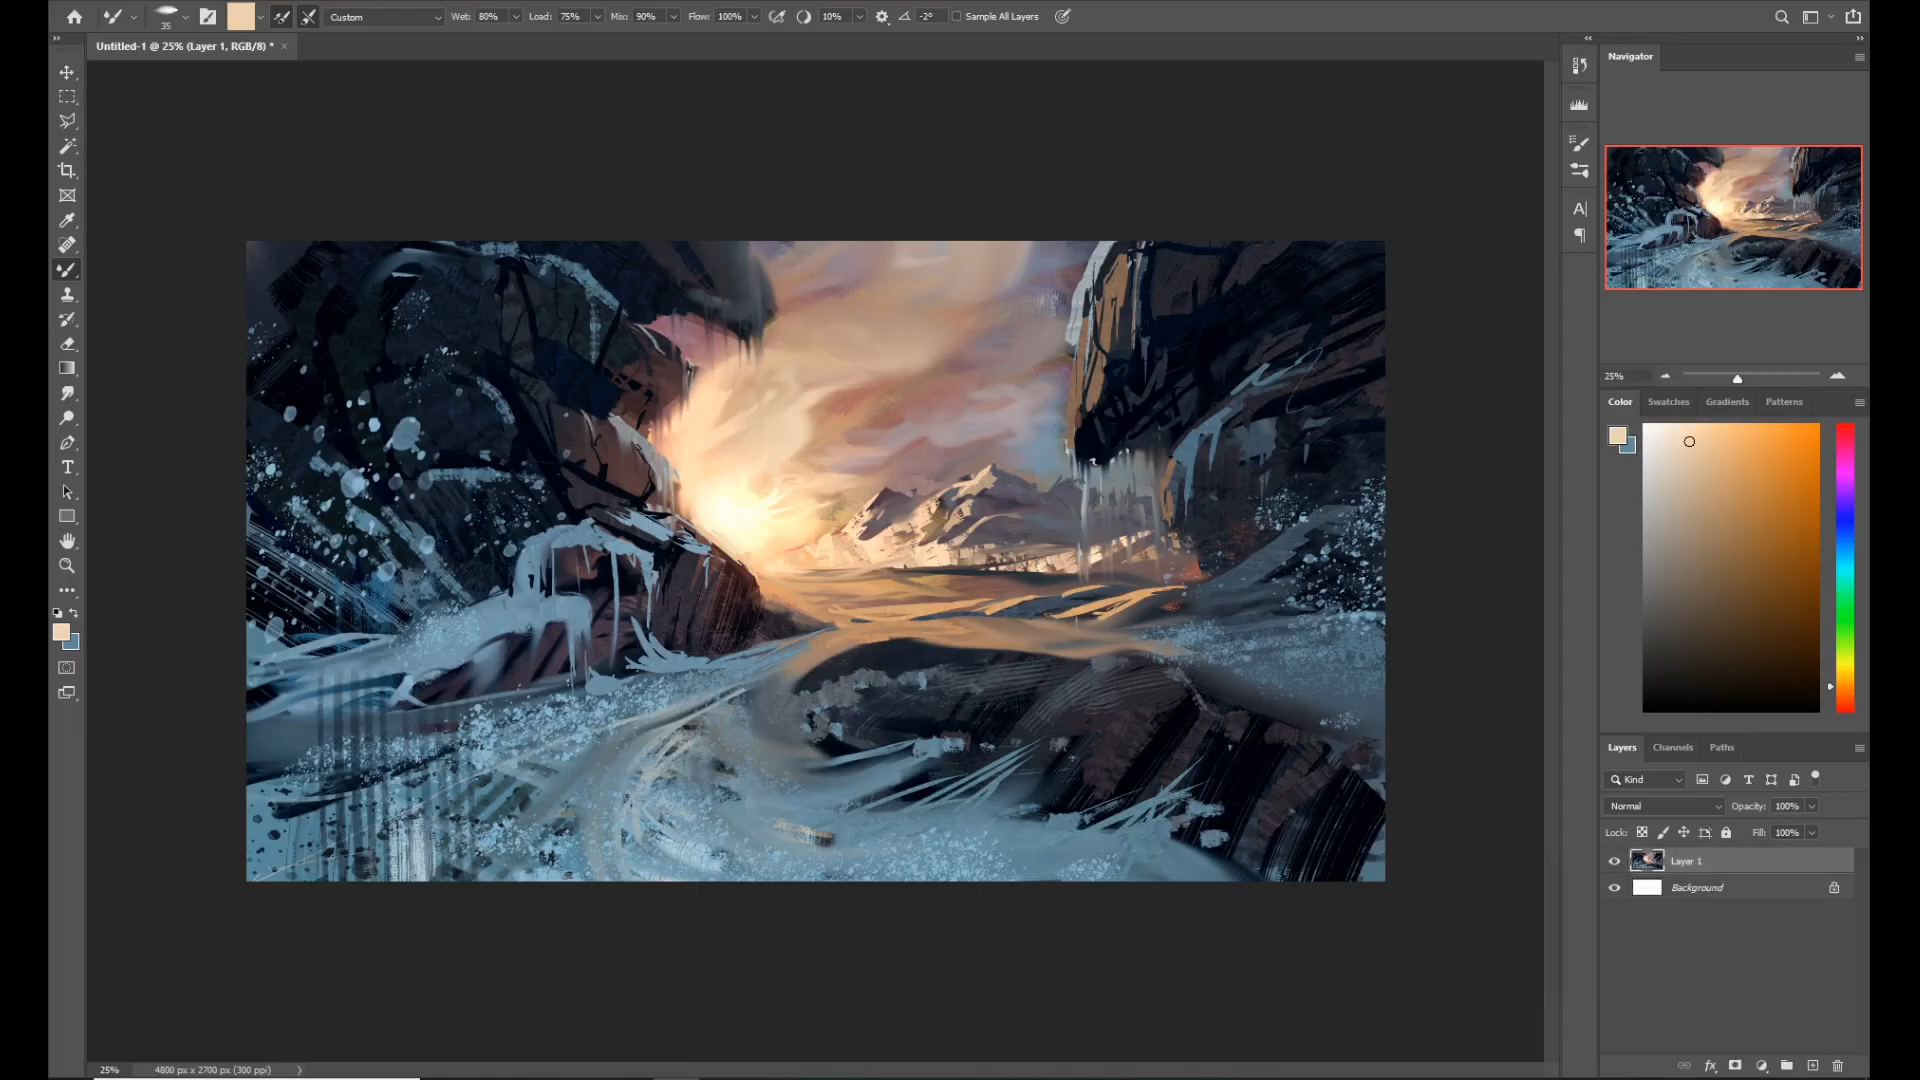 35
Custom
Wet: 80%
Load: 75%
Mix: 90%
Flow: 100%
10%
-2°
Sample All Layers
Untitled-1 @ 25% (Layer 1, RGB/8) *
Navigator
25%
Color
Swatches
Gradients
Patterns
Layers
Channels
Paths
Kind
Normal
Opacity: 100%
Lock:
Fill: 100%
Layer 1
Background
25%
4800 px x 2700 px (300 ppi)